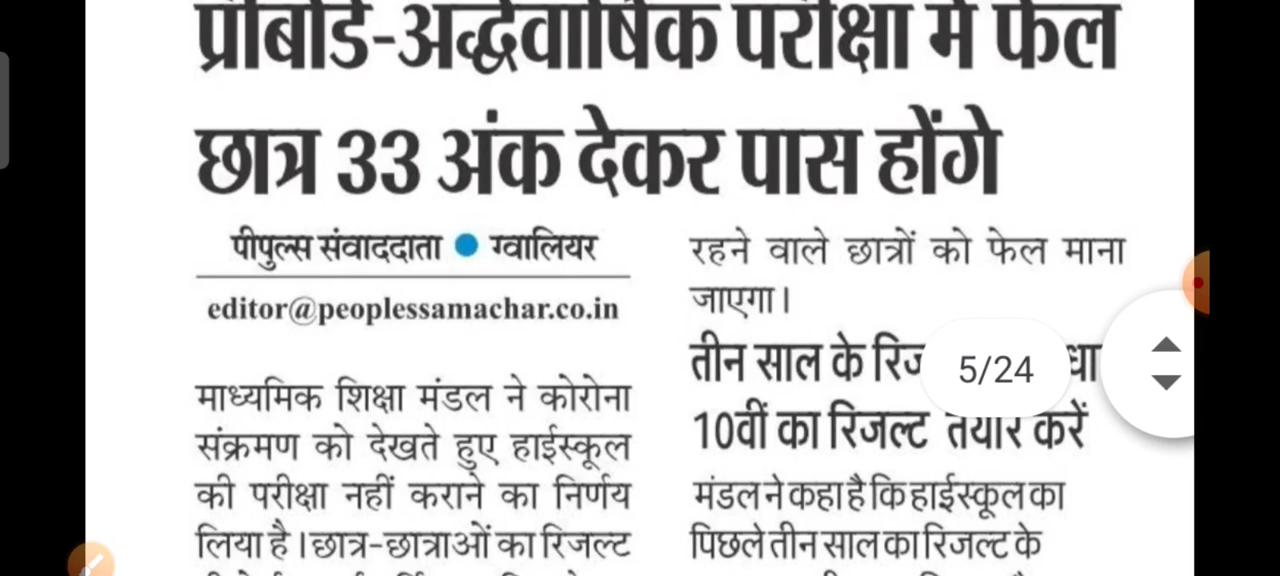 प्रीबोर्ड-अर्द्धवार्षिक परीक्षा में फेल
छात्र 33 अंक देकर पास होंगे
पीपुल्स संवाददाता ● ग्वालियर
editor@peoplessamachar.co.in
माध्यमिक शिक्षा मंडल ने कोरोना
संक्रमण को देखते हुए हाईस्कूल
की परीक्षा नहीं कराने का निर्णय
लिया है। छात्र-छात्राओं का रिजल्ट
रहने वाले छात्रों को फेल माना
जाएगा।
तीन साल के
10वीं का रिजल्ट तयार करें
मंडल ने कहा है कि हाईस्कूल का
पिछले तीन साल का रिजल्ट के
5/24